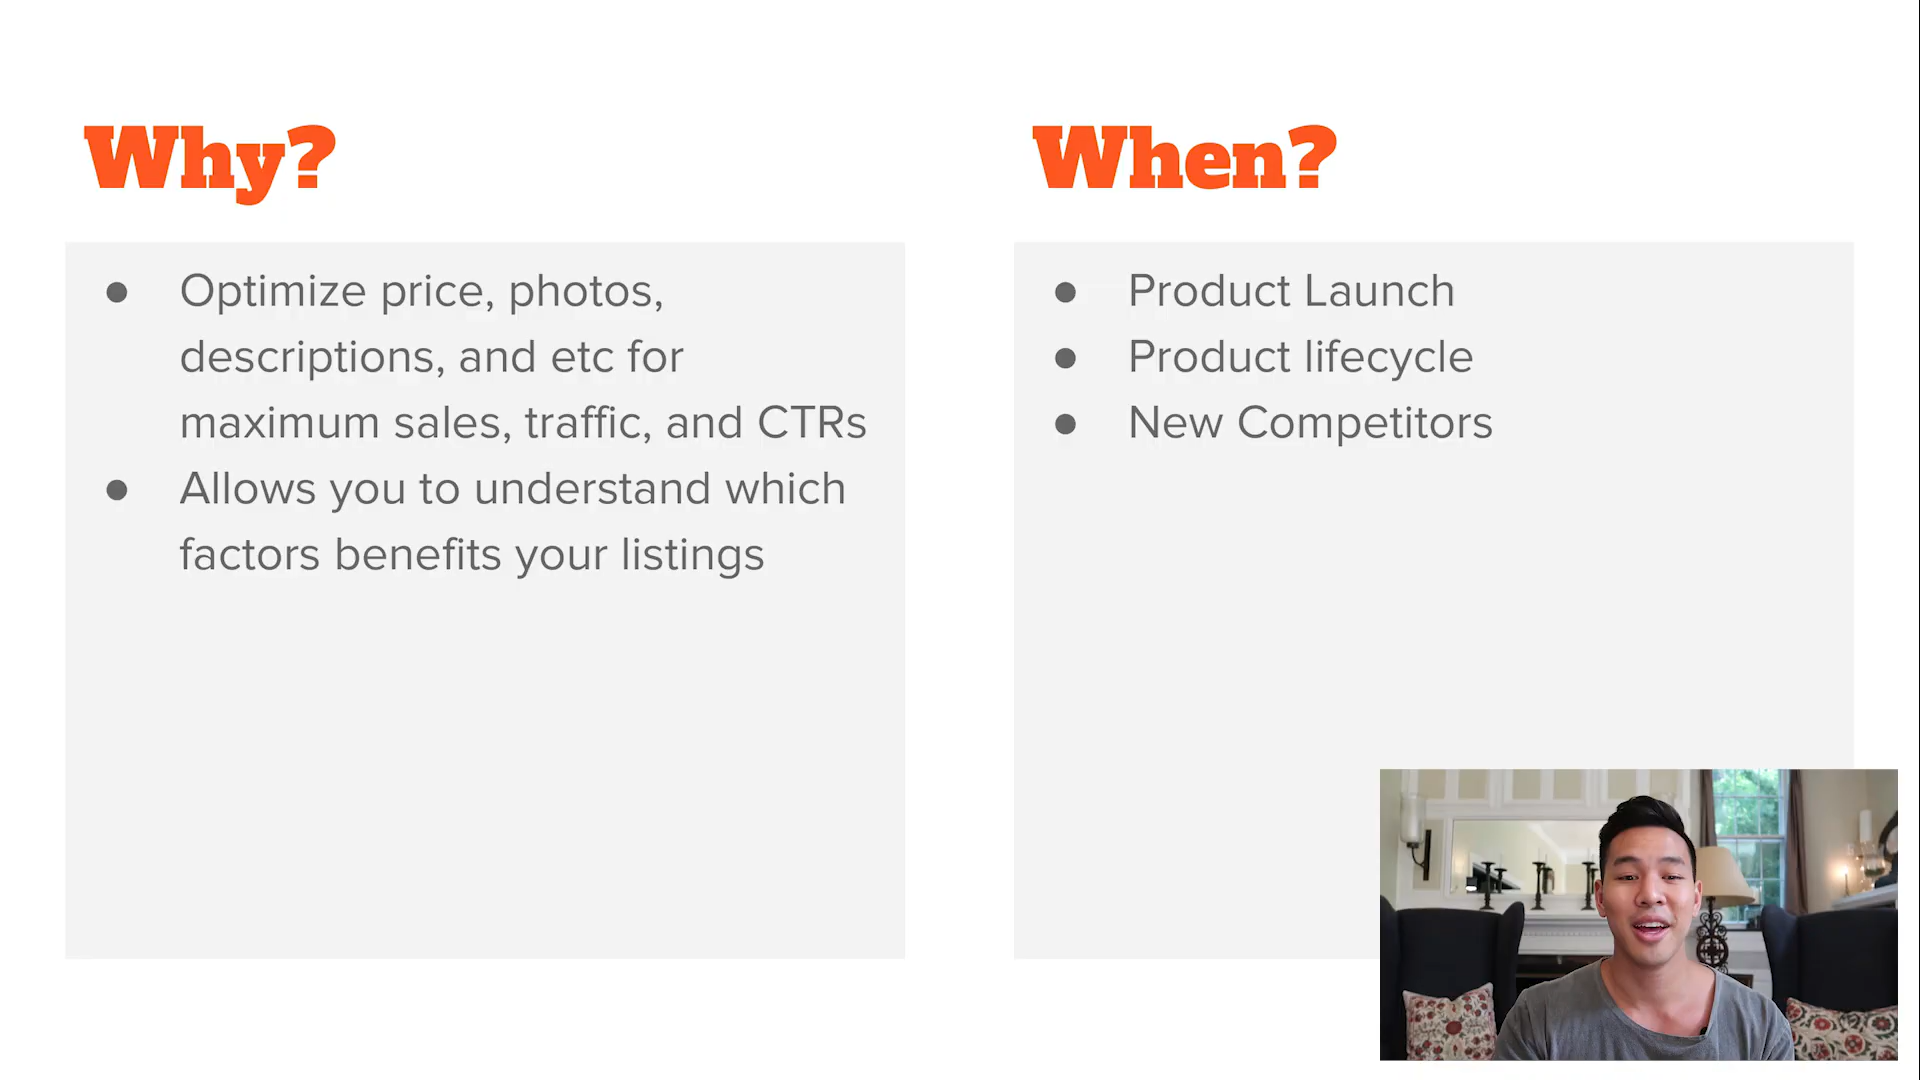 Why?
Optimize price, photos,
descriptions, and etc for
maximum sales, traffic, and CTRs
Allows you to understand which
factors benefits your listings
When?
Product Launch
Product lifecycle
New Competitors